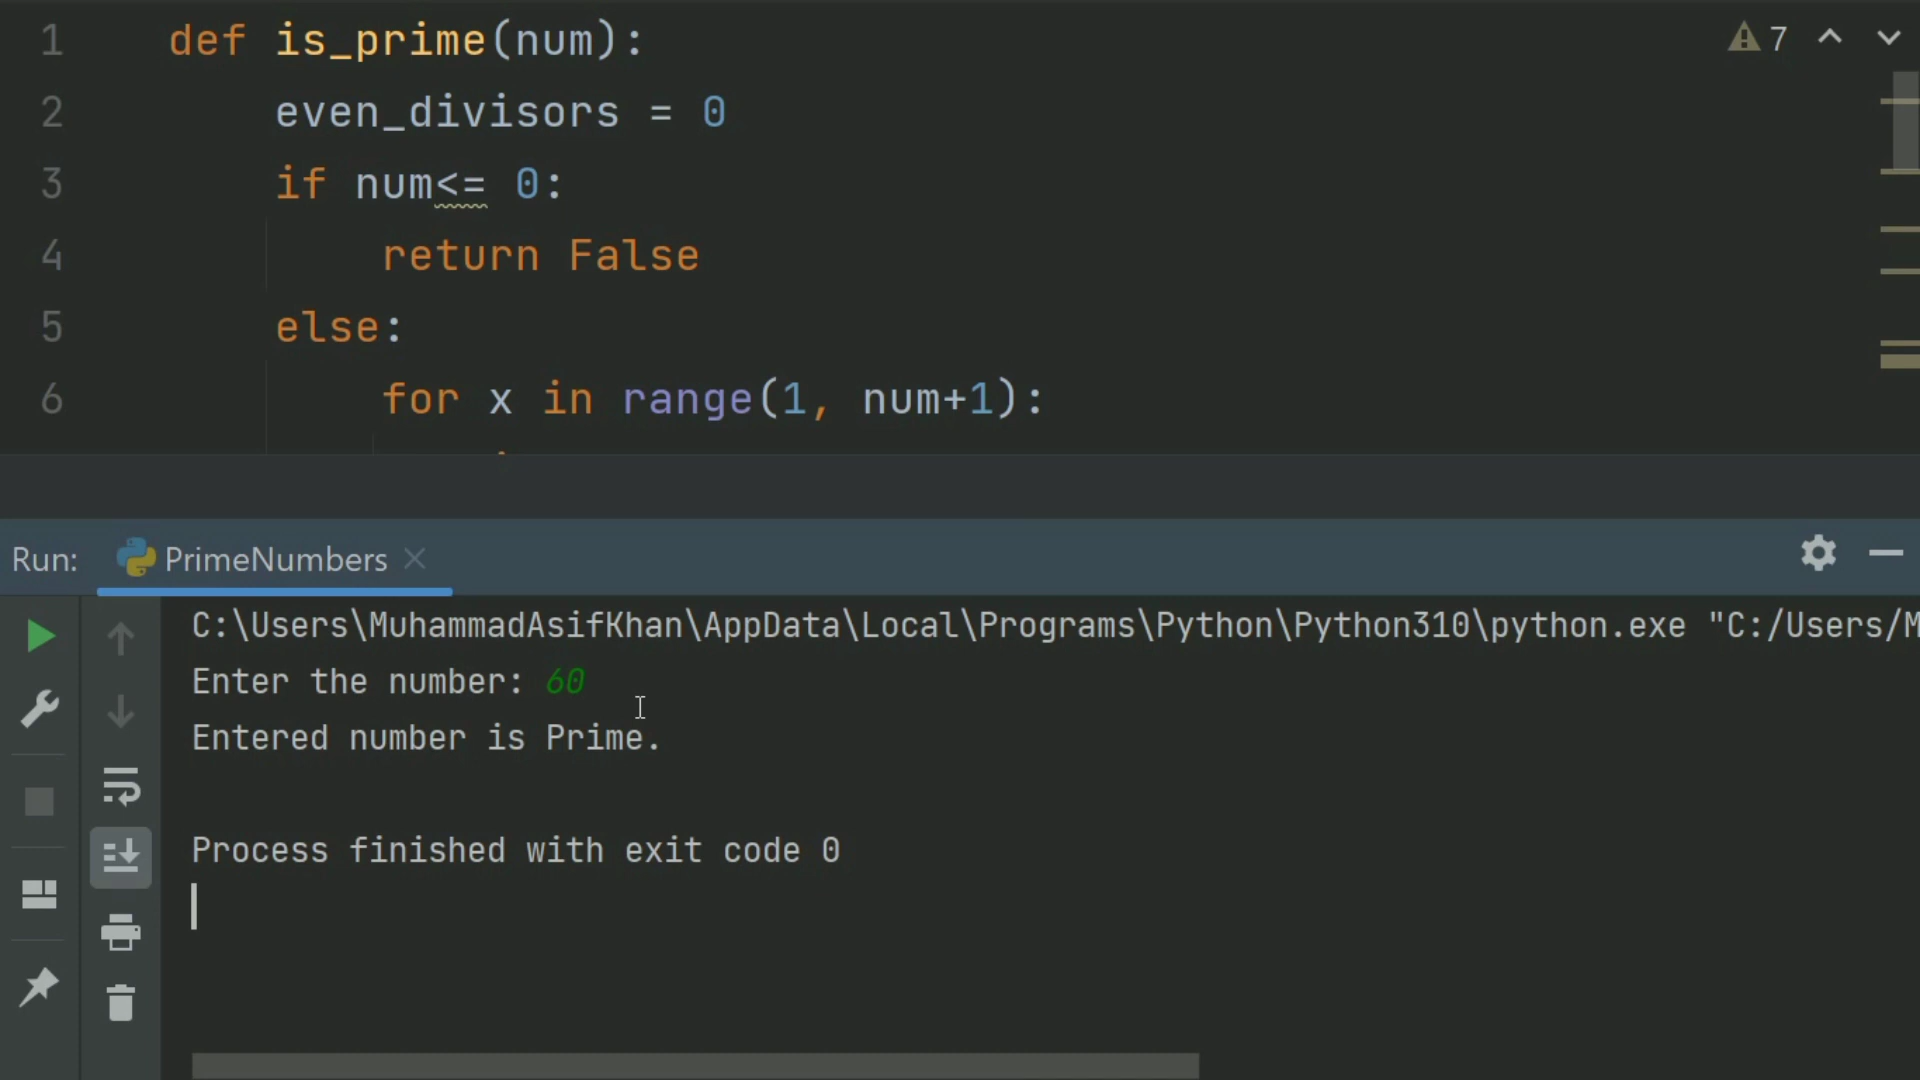 7
1 def is_prime(num):
2 even_divisors = 0
3 if num<= 0:
4 return False
5 else:
6 for x in range(1, num+1):
Run: PrimeNumbers
C:\Users\MuhammadAsifKhan\AppData\Local\Programs\Python\Python310\python.exe "C:/Users/M
Enter the number: 60
Entered number is Prime.
Process finished with exit code 0